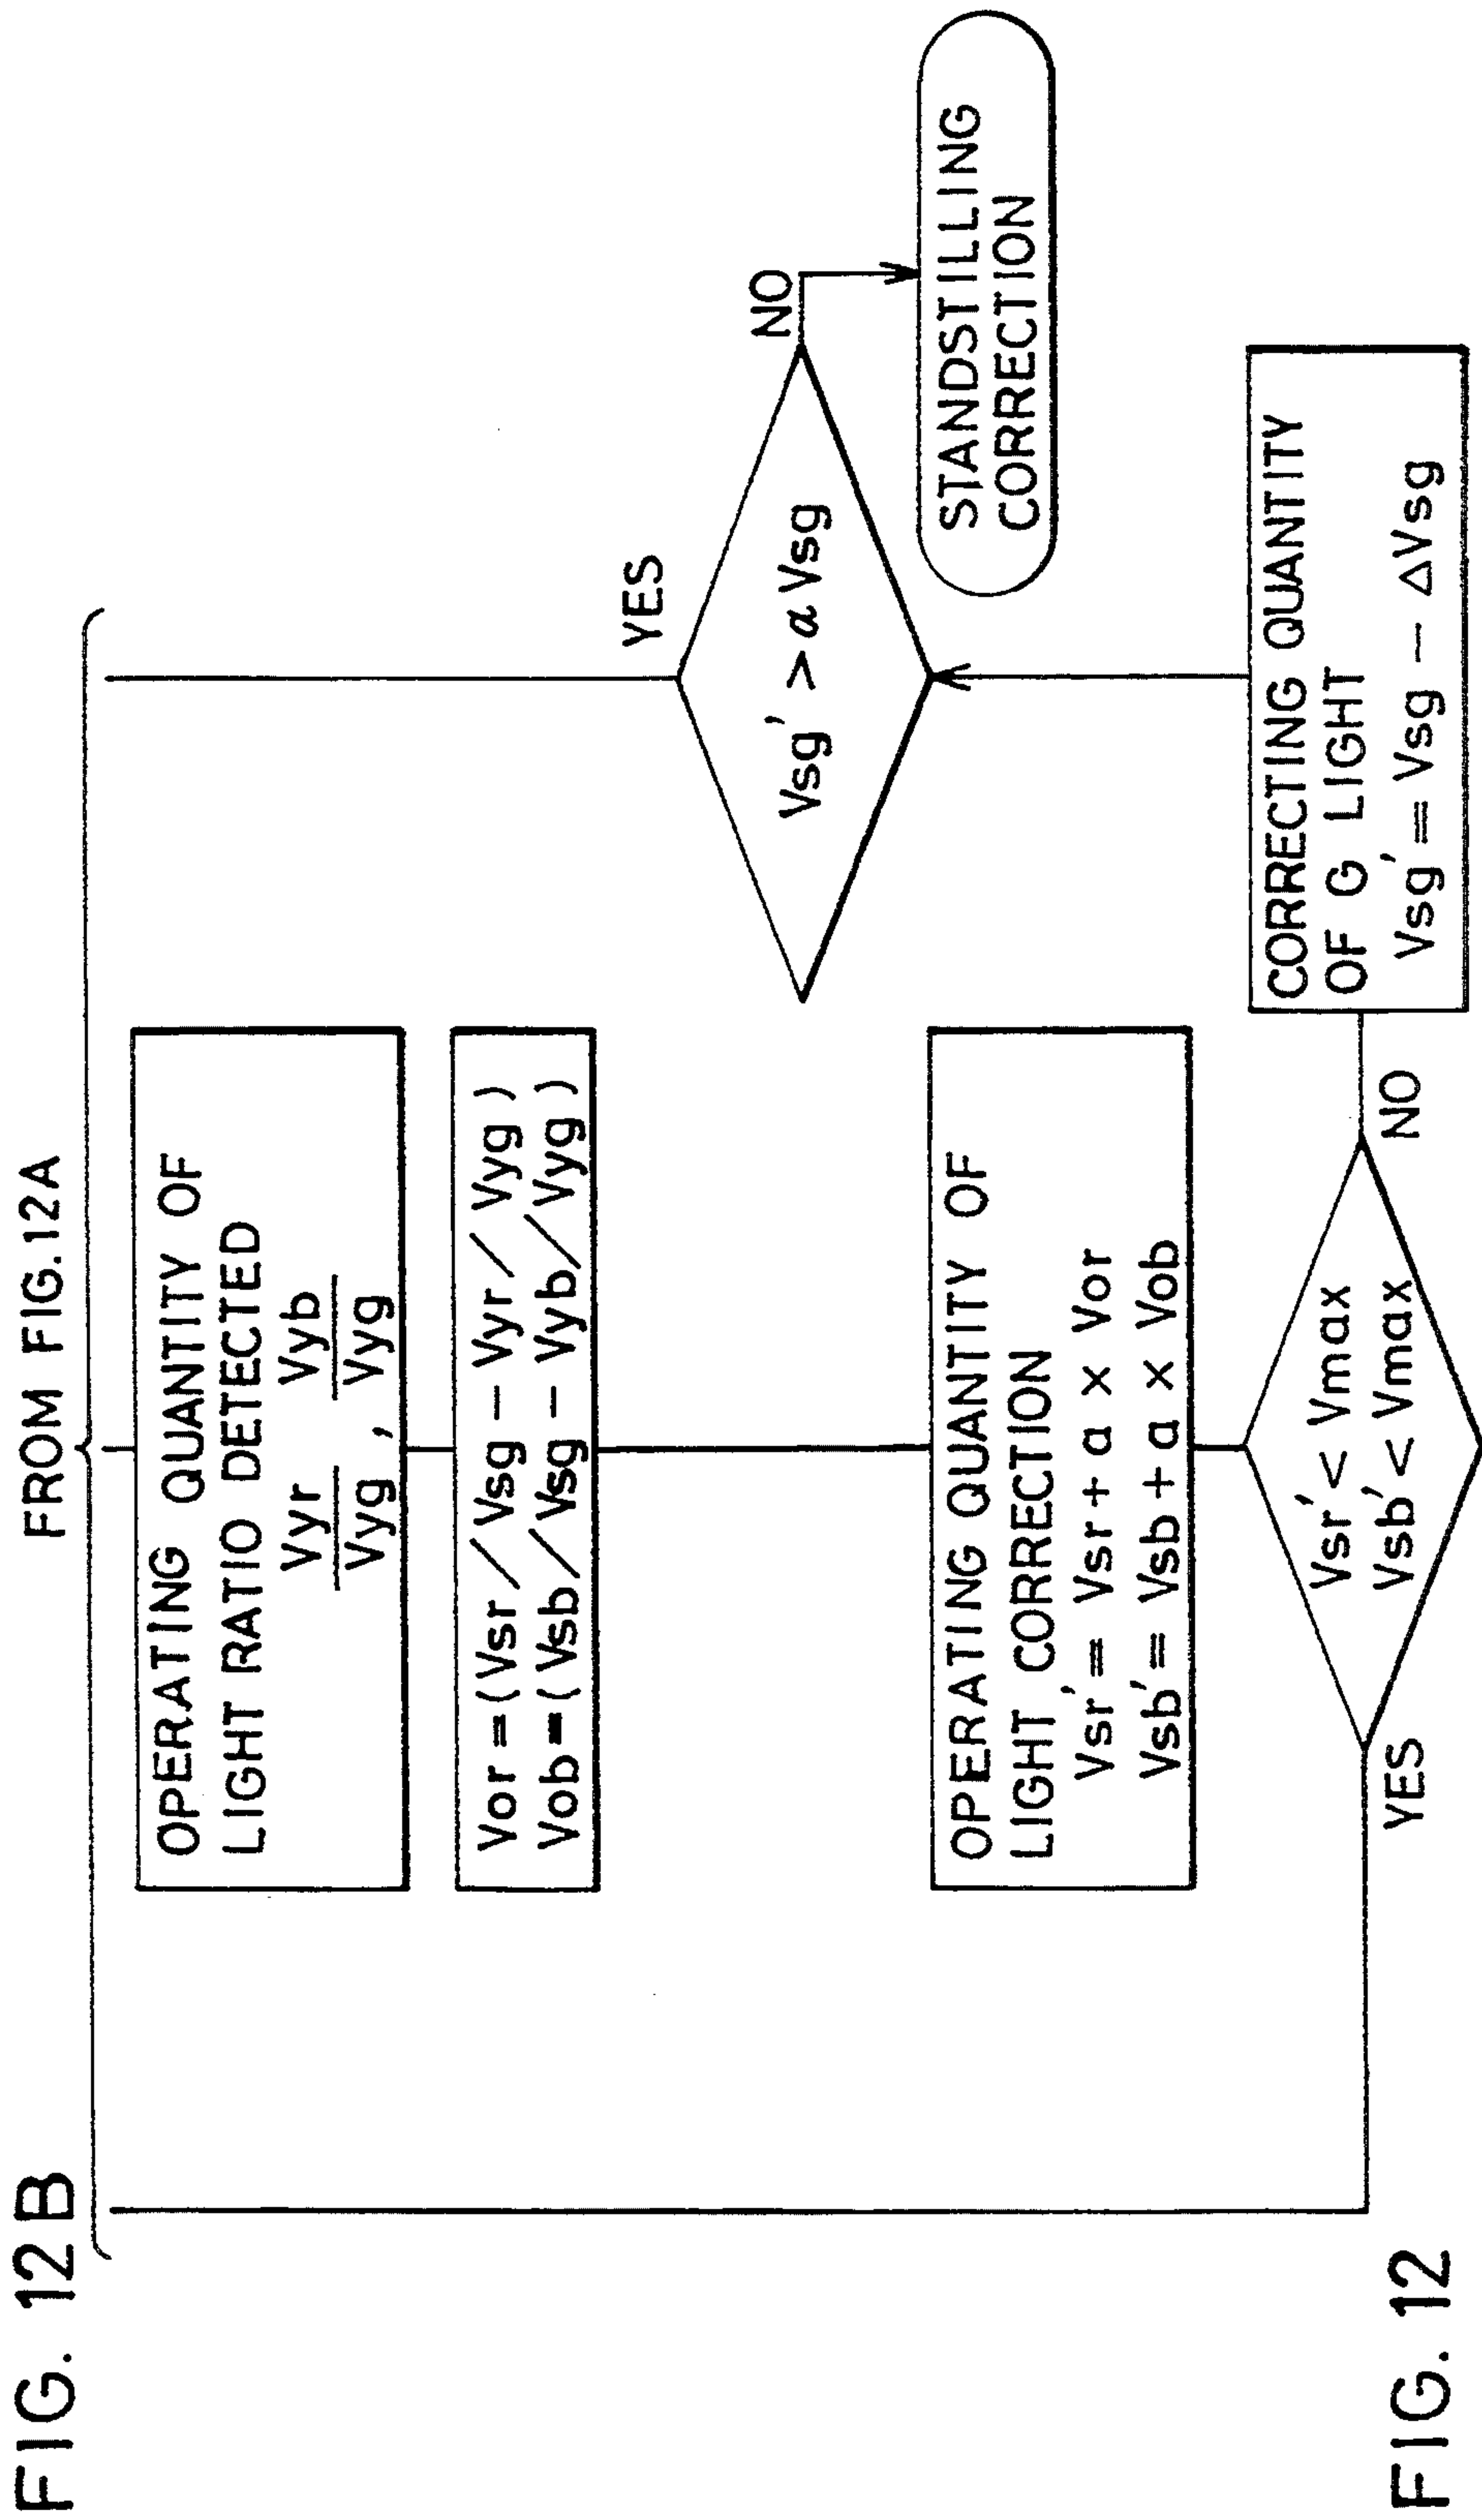 FIG. 12B
FROM FIG.12A
OPERATING QUANTITY OF
LIGHT RATIO DETECTED
Vyr Vyb
Vyg , Vyg
Vor=(Vsr/Vsg - Vyr/Vyg)
Vob=(Vsb/Vsg - Vyb/Vyg)
OPERATING QUANTITY OF
LIGHT CORRECTION
Vsr'= Vsr+a x Vor
Vsb'= Vsb+a x Vob
Vsr'< Vmax
Vsb'< Vmax
YES
NO
CORRECTING QUANTITY
OF G LIGHT
Vsg'= Vsg - ΔVsg
Vsg' > α Vsg
YES
NO
STANDSTILLING
CORRECTION
FIG. 12